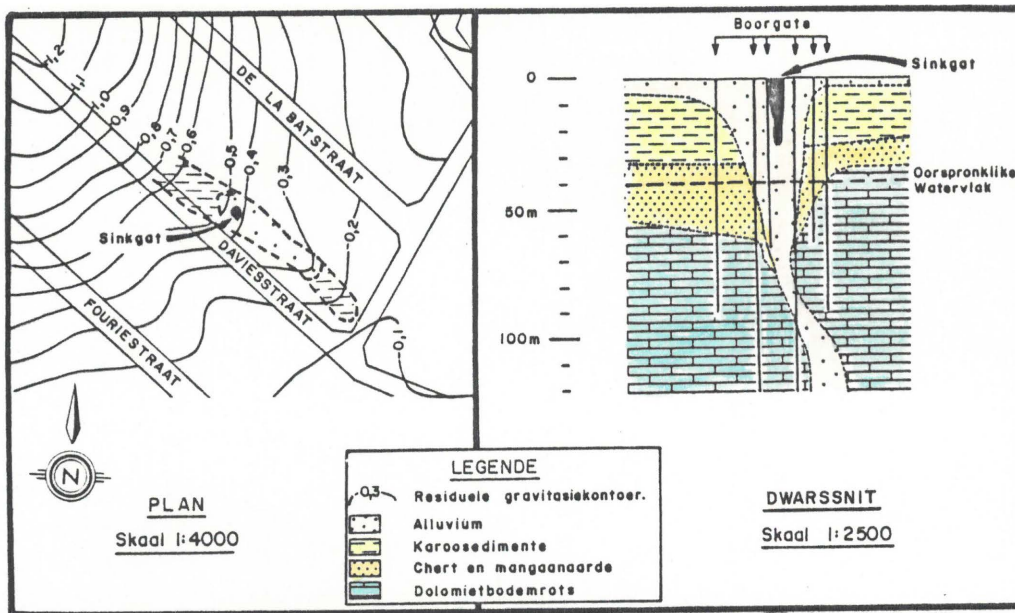 -1,2
-1,1
-1,0
-0,9
-0,8
-0,7
-0,6
-0,5
-0,4
-0,3
-0,2
-0,1
DE LA BATSTRAAT
Sinkgat
DAVIESSTRAAT
FOURIESTRAAT
N
PLAN
Skaal 1:4000
Boorgate
Sinkgat
0
50m
100m
Oorspronklike
Watervlak
DWARSSNIT
Skaal 1:2500
LEGENDE
-0,3 Residuele gravitasiekontoer.
Alluvium
Karoosedimente
Chert en mangaanaarde
Dolomietbodemrots